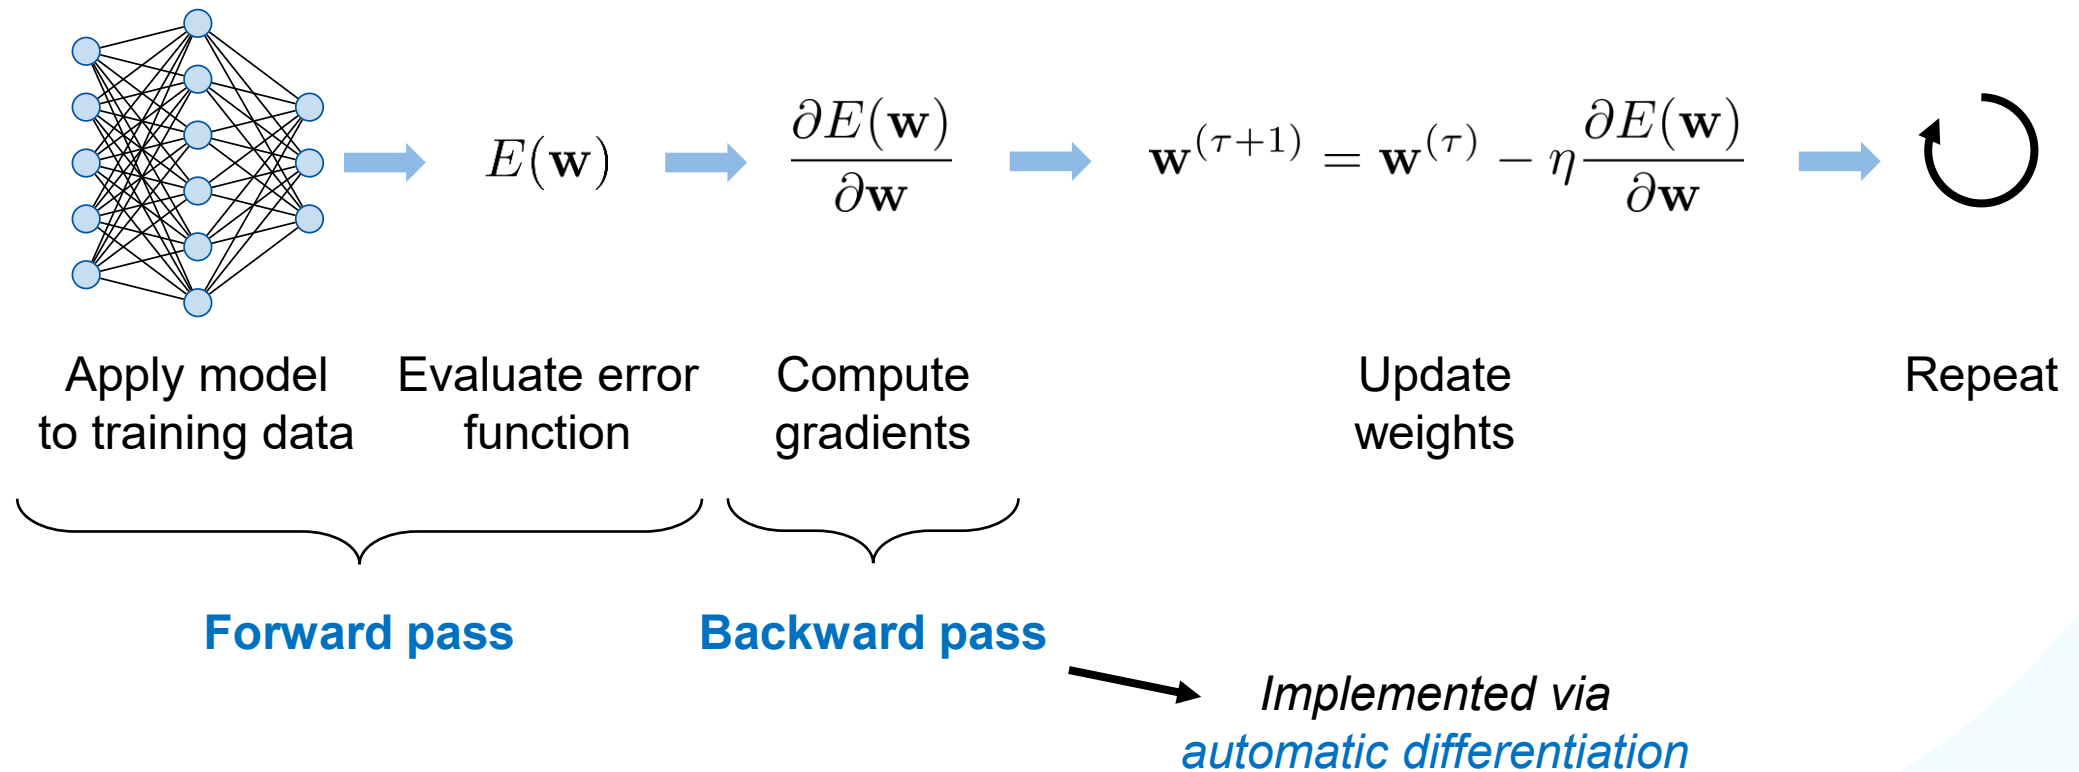 E(w)
∂E(w)/∂w
w^(τ+1) = w^(τ) − η ∂E(w)/∂w
Apply model
to training data
Evaluate error
function
Compute
gradients
Update
weights
Repeat
Forward pass
Backward pass
Implemented via
automatic differentiation